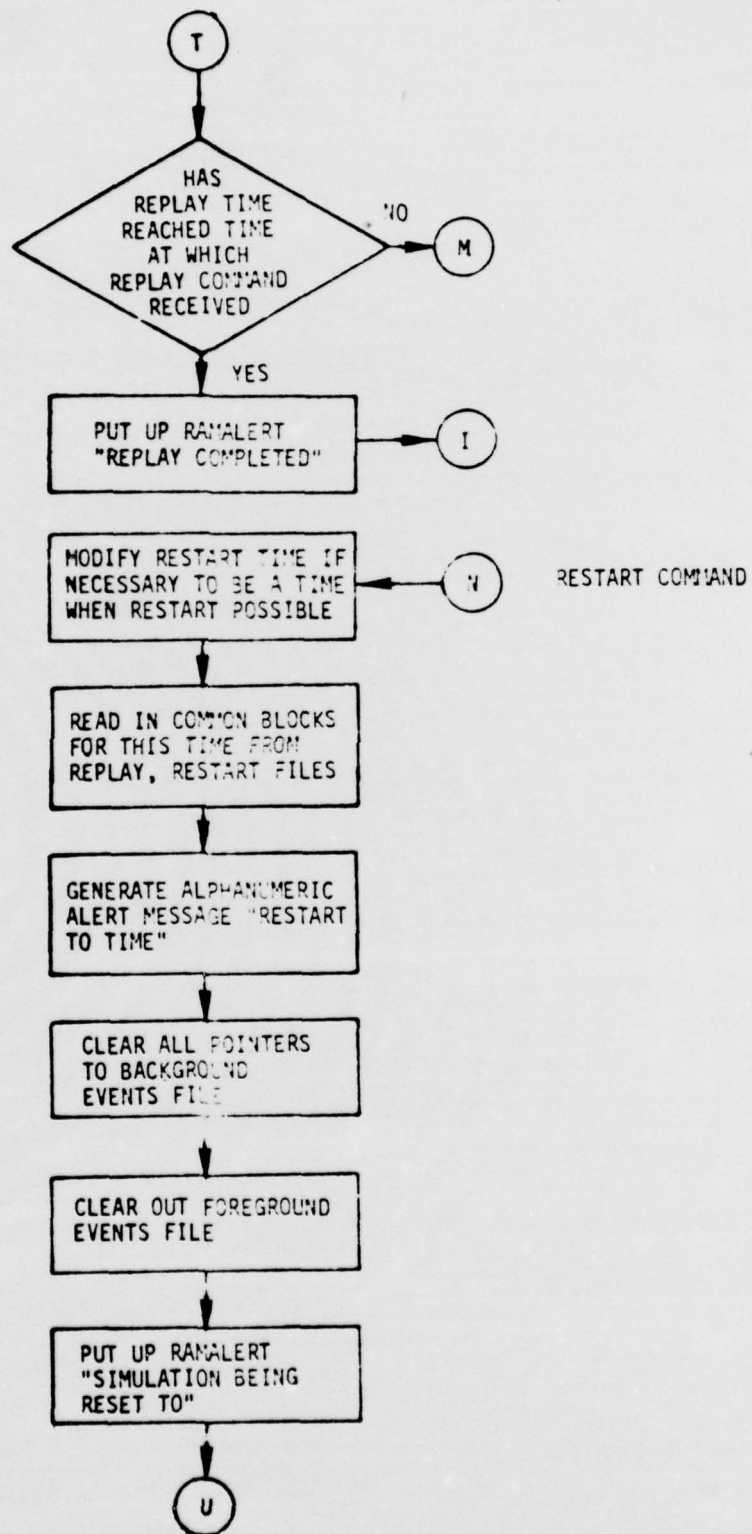 T
HAS
REPLAY TIME
REACHED TIME
AT WHICH
REPLAY COMMAND
RECEIVED
NO
M
YES
PUT UP RAMALERT
"REPLAY COMPLETED"
I
MODIFY RESTART TIME IF
NECESSARY TO BE A TIME
WHEN RESTART POSSIBLE
N
RESTART COMMAND
READ IN COMMON BLOCKS
FOR THIS TIME FROM
REPLAY, RESTART FILES
GENERATE ALPHANUMERIC
ALERT MESSAGE "RESTART
TO TIME"
CLEAR ALL POINTERS
TO BACKGROUND
EVENTS FILE
CLEAR OUT FOREGROUND
EVENTS FILE
PUT UP RAMALERT
"SIMULATION BEING
RESET TO"
U